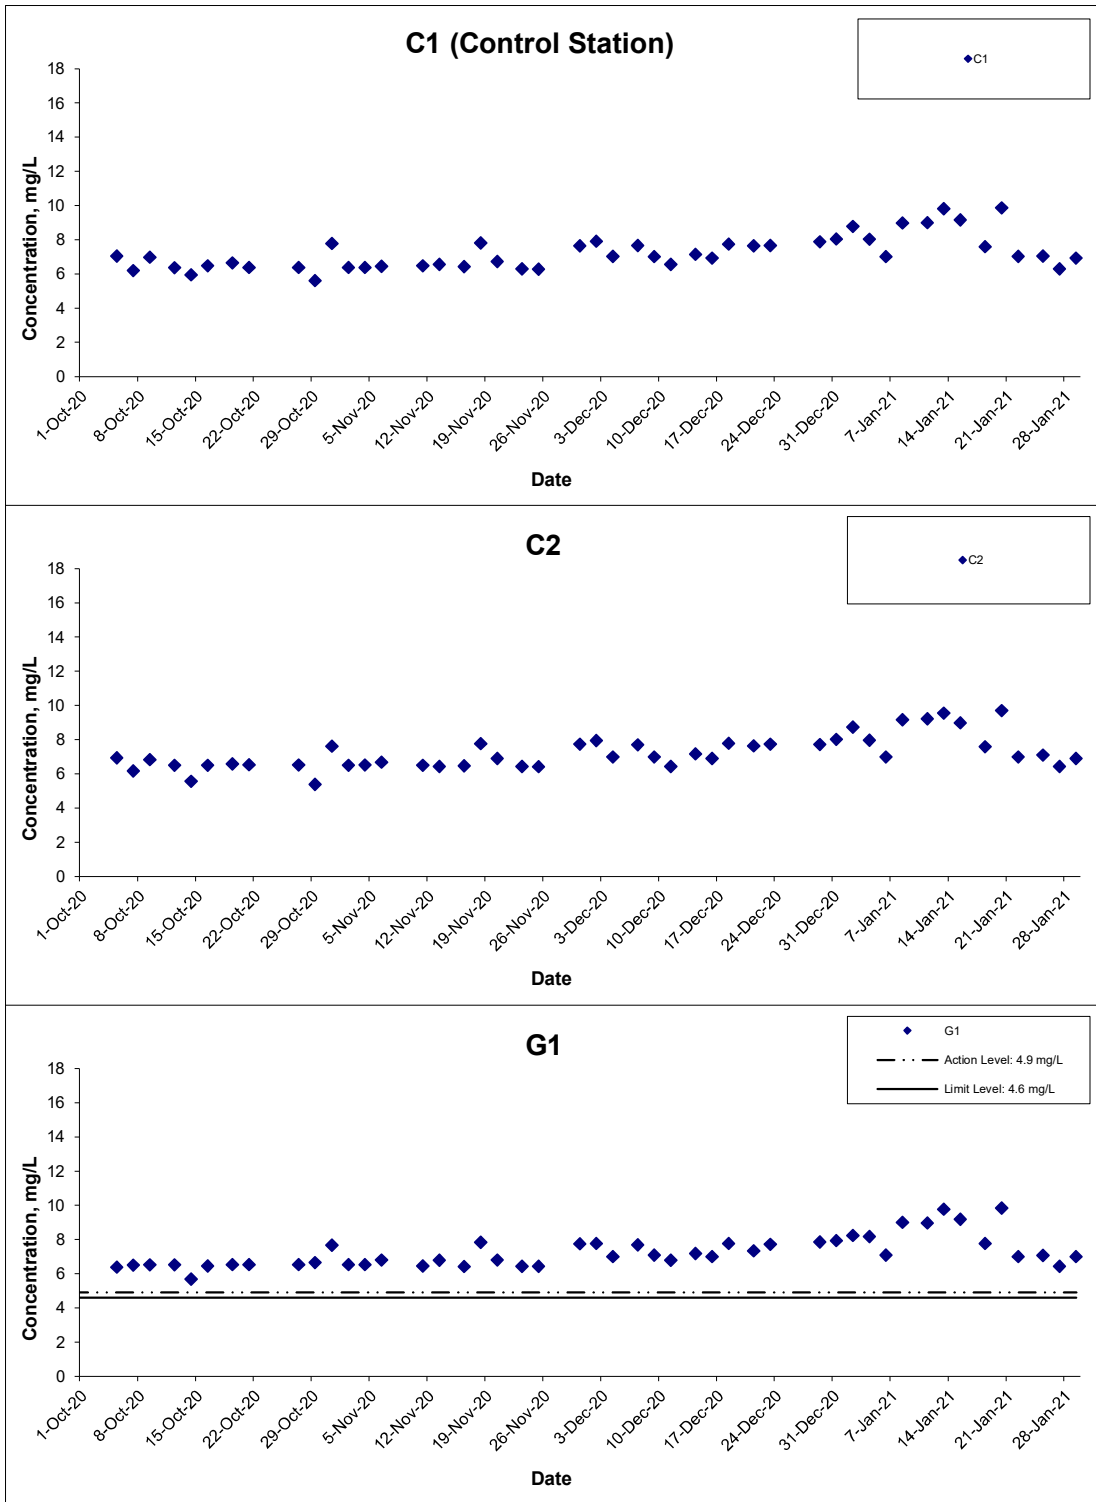 C1 (Control Station)
C1
18
16
14
12
10
8
6
4
2
0
Concentration, mg/L
1-Oct-20
8-Oct-20
15-Oct-20
22-Oct-20
29-Oct-20
5-Nov-20
12-Nov-20
19-Nov-20
26-Nov-20
3-Dec-20
10-Dec-20
17-Dec-20
24-Dec-20
31-Dec-20
7-Jan-21
14-Jan-21
21-Jan-21
28-Jan-21
Date
C2
C2
18
16
14
12
10
8
6
4
2
0
Concentration, mg/L
1-Oct-20
8-Oct-20
15-Oct-20
22-Oct-20
29-Oct-20
5-Nov-20
12-Nov-20
19-Nov-20
26-Nov-20
3-Dec-20
10-Dec-20
17-Dec-20
24-Dec-20
31-Dec-20
7-Jan-21
14-Jan-21
21-Jan-21
28-Jan-21
Date
G1
G1
Action Level: 4.9 mg/L
Limit Level: 4.6 mg/L
18
16
14
12
10
8
6
4
2
0
Concentration, mg/L
1-Oct-20
8-Oct-20
15-Oct-20
22-Oct-20
29-Oct-20
5-Nov-20
12-Nov-20
19-Nov-20
26-Nov-20
3-Dec-20
10-Dec-20
17-Dec-20
24-Dec-20
31-Dec-20
7-Jan-21
14-Jan-21
21-Jan-21
28-Jan-21
Date